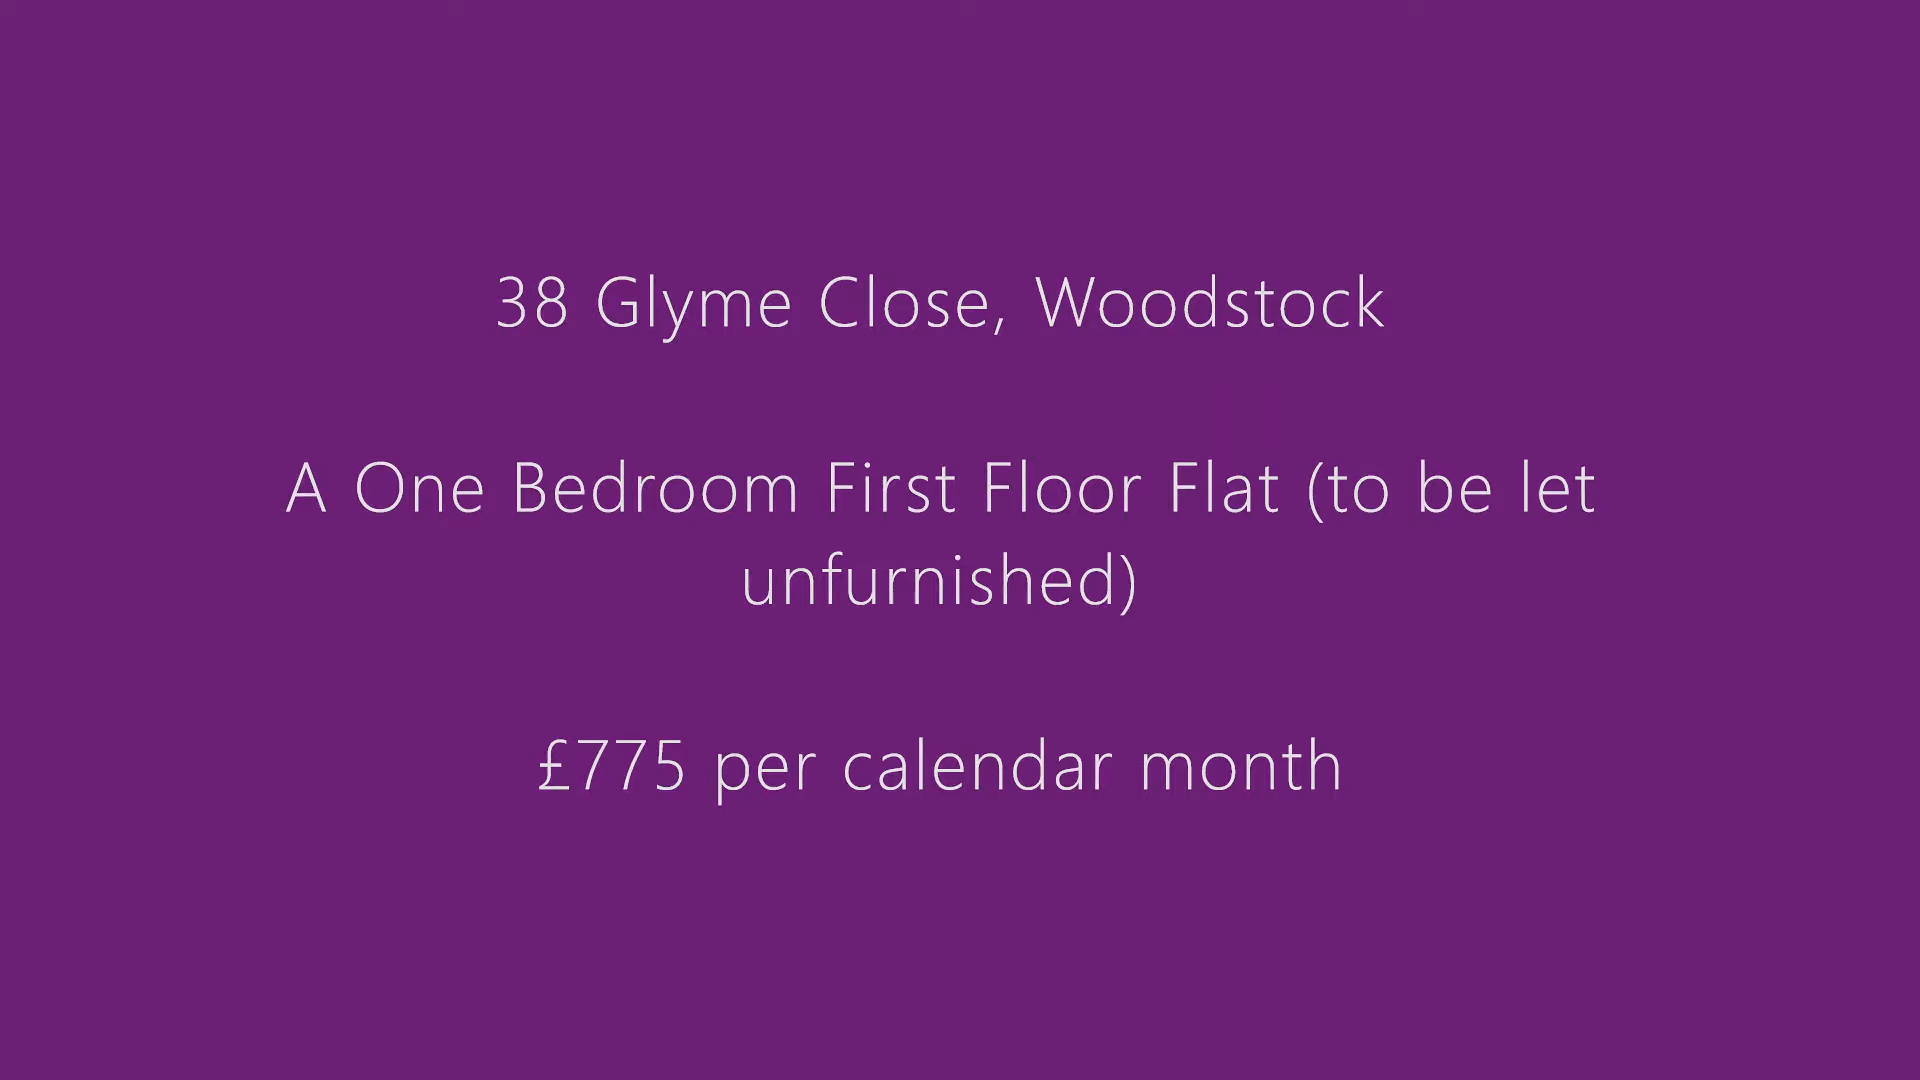 38 Glyme Close, Woodstock
A One Bedroom First Floor Flat (to be let
unfurnished)
£775 per calendar month